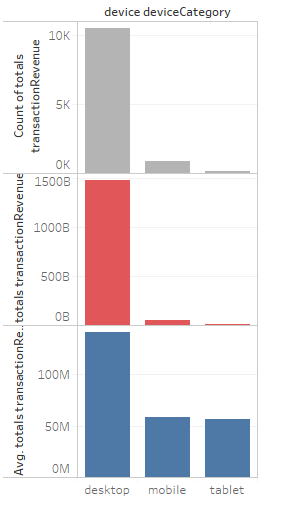 device deviceCategory
Count of totals
transactionRevenue
10K
5K
0K
totals transactionRevenue
1500B
1000B
500B
0B
Avg. totals transactionRe..
100M
50M
0M
desktop mobile tablet